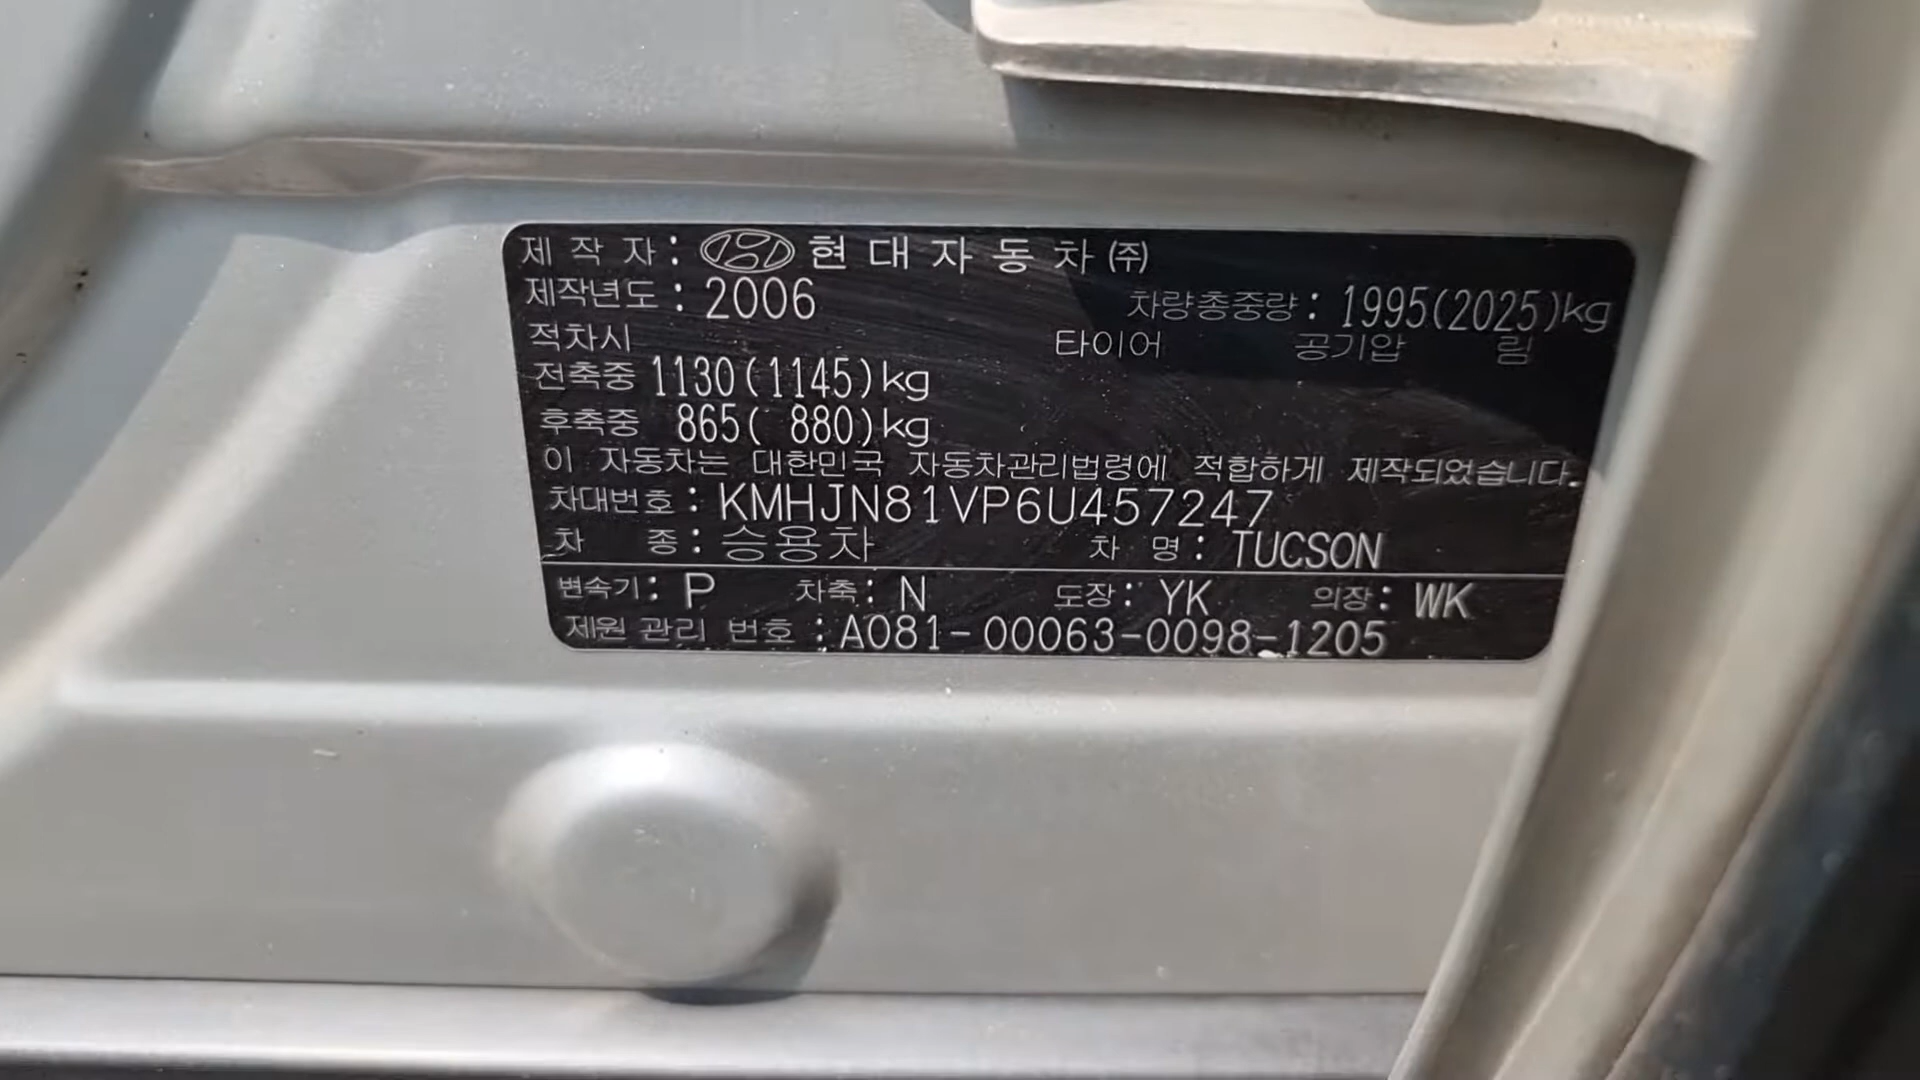 제 작 자 : 현 대 자 동 차 ㈜
제작년도 : 2006 차량총중량 : 1995(2025)kg
적차시 타이어 공기압 림
전축중 1130(1145)kg
후축중 865( 880)kg
이 자동차는 대한민국 자동차관리법령에 적합하게 제작되었습니다.
차대번호 : KMHJN81VP6U457247
차 종 : 승용차 차 명 : TUCSON
변속기 : P 차축 : N 도장 : YK 의장 : WK
제원 관리 번호 : A081-00063-0098-1205